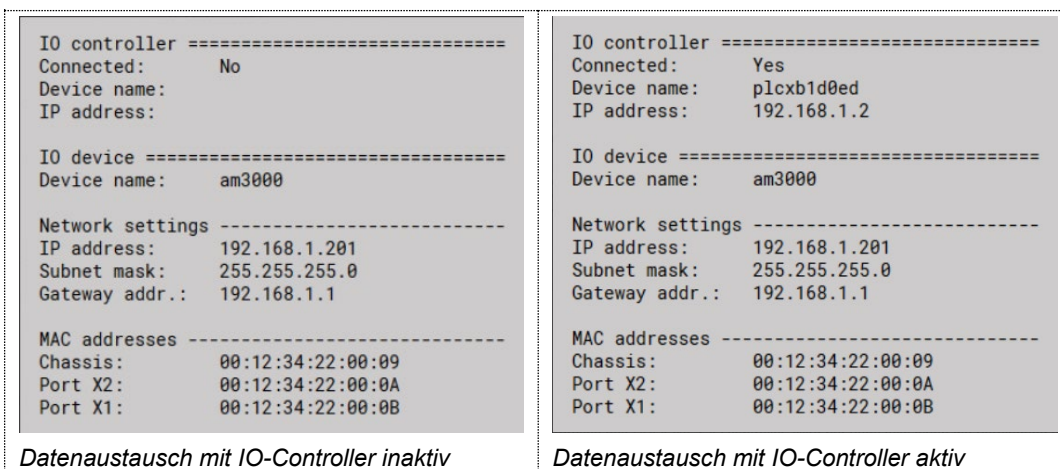 IO controller ==============================
Connected: No
Device name:
IP address:
IO device ==================================
Device name: am3000
Network settings ---------------------------
IP address: 192.168.1.201
Subnet mask: 255.255.255.0
Gateway addr.: 192.168.1.1
MAC addresses ------------------------------
Chassis: 00:12:34:22:00:09
Port X2: 00:12:34:22:00:0A
Port X1: 00:12:34:22:00:0B
Datenaustausch mit IO-Controller inaktiv
IO controller ==============================
Connected: Yes
Device name: plcxb1d0ed
IP address: 192.168.1.2
IO device ==================================
Device name: am3000
Network settings ---------------------------
IP address: 192.168.1.201
Subnet mask: 255.255.255.0
Gateway addr.: 192.168.1.1
MAC addresses ------------------------------
Chassis: 00:12:34:22:00:09
Port X2: 00:12:34:22:00:0A
Port X1: 00:12:34:22:00:0B
Datenaustausch mit IO-Controller aktiv